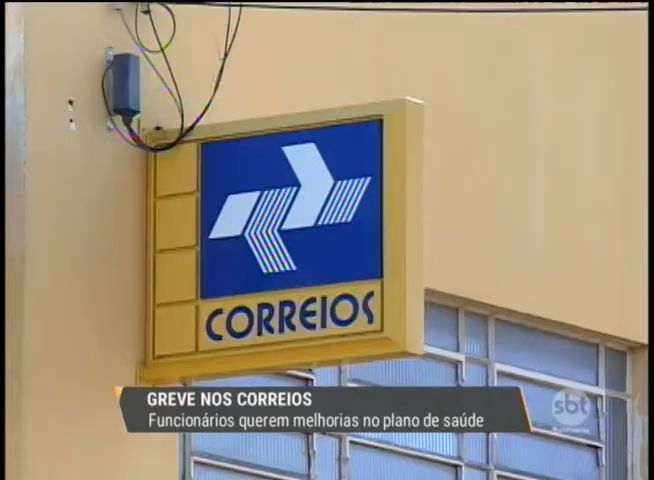 CORREIOS
GREVE NOS CORREIOS
Funcionários querem melhorias no plano de saúde
sbt